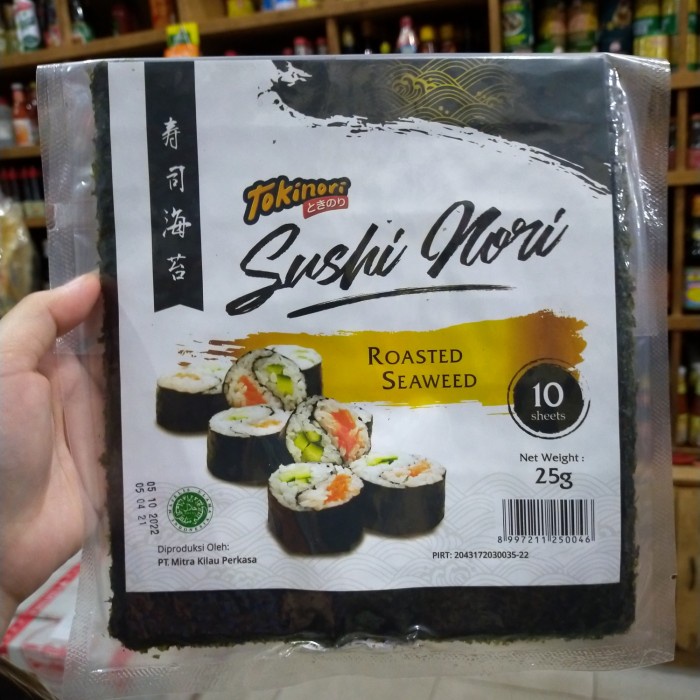 寿司海苔
Tokinori
ときのり
Sushi Nori
ROASTED
SEAWEED
10
sheets
Net Weight :
25g
05 10 2022
05 04 21
Diproduksi Oleh:
PT. Mitra Kilau Perkasa
8 997211 250046
PIRT: 2043172030035-22